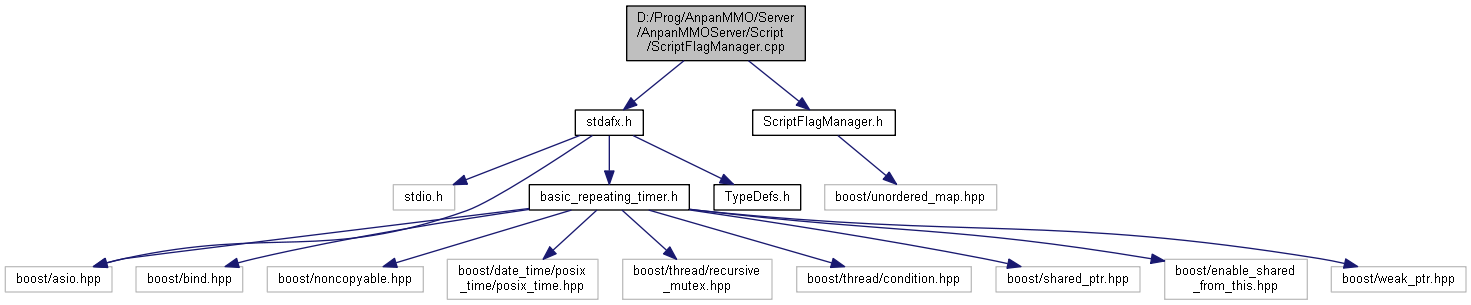 D:/Prog/AnpanMMO/Server
/AnpanMMOServer/Script
/ScriptFlagManager.cpp
stdafx.h
ScriptFlagManager.h
stdio.h
basic_repeating_timer.h
TypeDefs.h
boost/unordered_map.hpp
boost/asio.hpp
boost/bind.hpp
boost/noncopyable.hpp
boost/date_time/posix
_time/posix_time.hpp
boost/thread/recursive
_mutex.hpp
boost/thread/condition.hpp
boost/shared_ptr.hpp
boost/enable_shared
_from_this.hpp
boost/weak_ptr.hpp